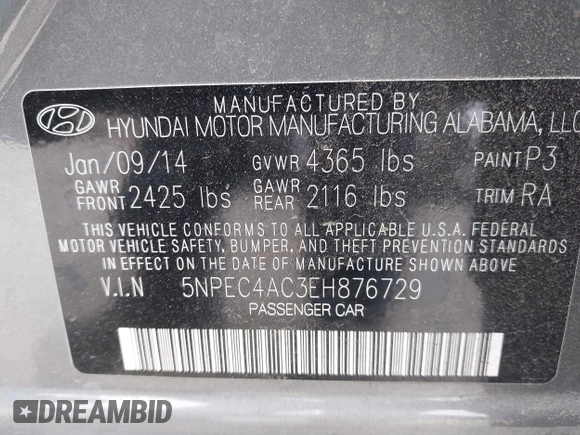 MANUFACTURED BY
HYUNDAI MOTOR MANUFACTURING ALABAMA, LLC
Jan/09/14 GVWR 4365 lbs PAINT P3
GAWR FRONT 2425 lbs GAWR REAR 2116 lbs TRIM RA
THIS VEHICLE CONFORMS TO ALL APPLICABLE U.S.A. FEDERAL
MOTOR VEHICLE SAFETY, BUMPER, AND THEFT PREVENTION STANDARDS
IN EFFECT ON THE DATE OF MANUFACTURE SHOWN ABOVE
V.I.N 5NPEC4AC3EH876729
PASSENGER CAR
DREAMBID